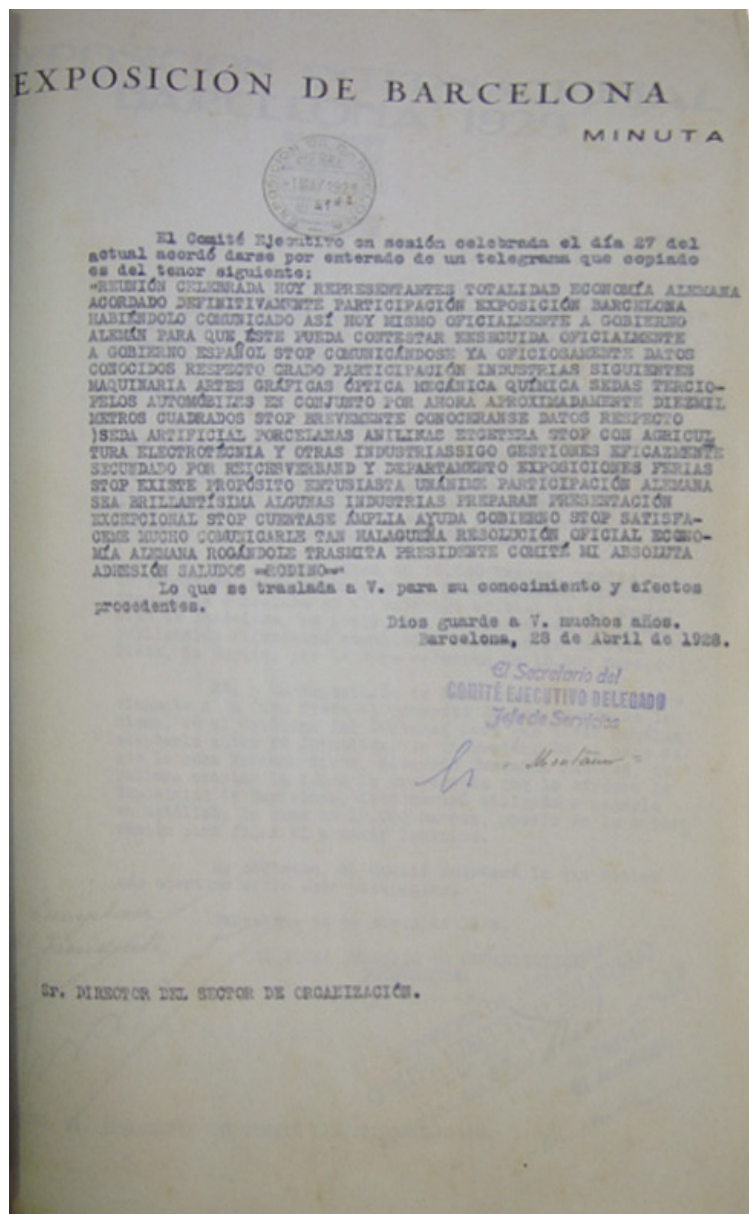 EXPOSICIÓN DE BARCELONA
MINUTA
El Comité Ejecutivo en sesión celebrada el día 27 del
actual acordó darse por enterado de un telegrama que copiado
es del tenor siguiente:
=REUNIÓN CELEBRADA HOY REPRESENTANTES TOTALIDAD ECONOMÍA ALEMANA
ACORDADO DEFINITIVAMENTE PARTICIPACIÓN EXPOSICIÓN BARCELONA
HABIÉNDOLO COMUNICADO ASÍ HOY MISMO OFICIALMENTE A GOBIERNO
ALEMÁN PARA QUE ÉSTE PUEDA CONTESTAR ENSEGUIDA OFICIALMENTE
A GOBIERNO ESPAÑOL STOP COMUNICÁNDOSE YA OFICIOSAMENTE DATOS
CONOCIDOS RESPECTO GRADO PARTICIPACIÓN INDUSTRIAS SIGUIENTES
MAQUINARIA ARTES GRÁFICAS ÓPTICA MECÁNICA QUÍMICA SEDAS TERCIO-
PELOS AUTOMÓBILES EN CONJUNTO POR AHORA APROXIMADAMENTE DIEZMIL
METROS CUADRADOS STOP BREVEMENTE CONOCERANSE DATOS RESPECTO
)SEDA ARTIFICIAL PORCELANAS ANILINAS ETCETERA STOP CON AGRICUL
TURA ELECTROTÉCNIA Y OTRAS INDUSTRIASSIGO GESTIONES EFICAZMENTE
SECUNDADO POR REICHSVERBAND Y DEPARTAMENTO EXPOSICIONES FERIAS
STOP EXISTE PROPÓSITO ENTUSIASTA UNÁNIME PARTICIPACIÓN ALEMANA
SEA BRILLANTÍSIMA ALGUNAS INDUSTRIAS PREPARAN PRESENTACIÓN
EXCEPCIONAL STOP CUENTASE ÁMPLIA AYUDA GOBIERNO STOP SATISFA-
CEME MUCHO COMUNICARLE TAN HALAGUEÑA RESOLUCIÓN OFICIAL ECONO-
MÍA ALEMANA ROGÁNDOLE TRASMITA PRESIDENTE COMITÉ MI ABSOLUTA
ADHESIÓN SALUDOS =RODINO=
Lo que se traslada a V. para su conocimiento y efectos
procedentes.
Dios guarde a V. muchos años.
Barcelona, 28 de Abril de 1928.
El Secretario del
COMITÉ EJECUTIVO DELEGADO
Jefe de Servicios
Sr. DIRECTOR DEL SECTOR DE ORGANIZACIÓN.